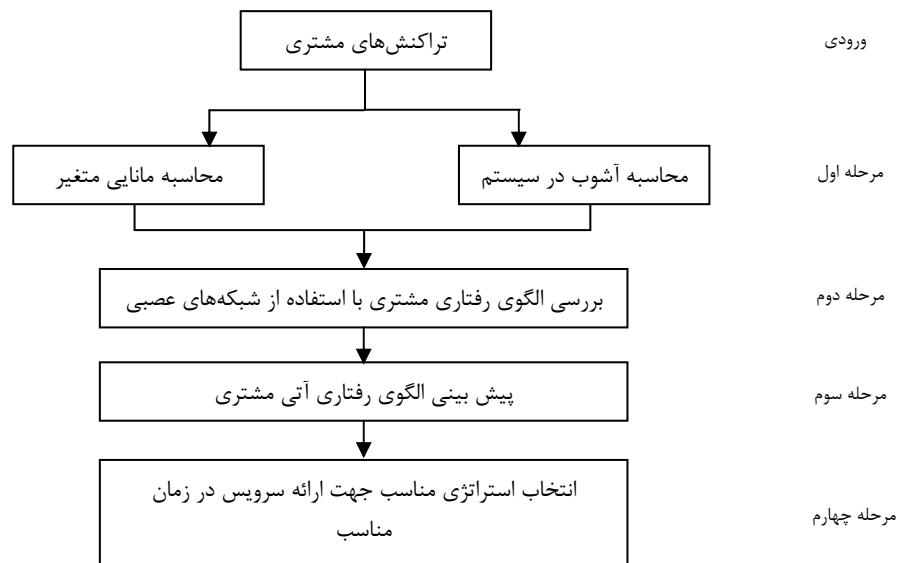 تراکنش‌های مشتری
ورودی
محاسبه آشوب در سیستم
محاسبه مانایی متغیر
مرحله اول
بررسی الگوی رفتاری مشتری با استفاده از شبکه‌های عصبی
مرحله دوم
پیش بینی الگوی رفتاری آتی مشتری
مرحله سوم
انتخاب استراتژی مناسب جهت ارائه سرویس در زمان
مناسب
مرحله چهارم